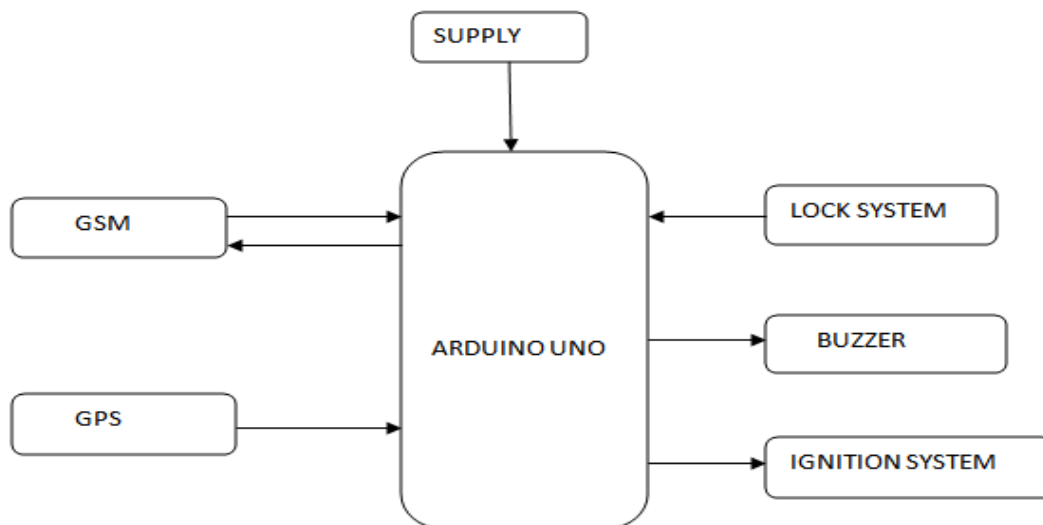 SUPPLY
GSM
LOCK SYSTEM
ARDUINO UNO
BUZZER
GPS
IGNITION SYSTEM